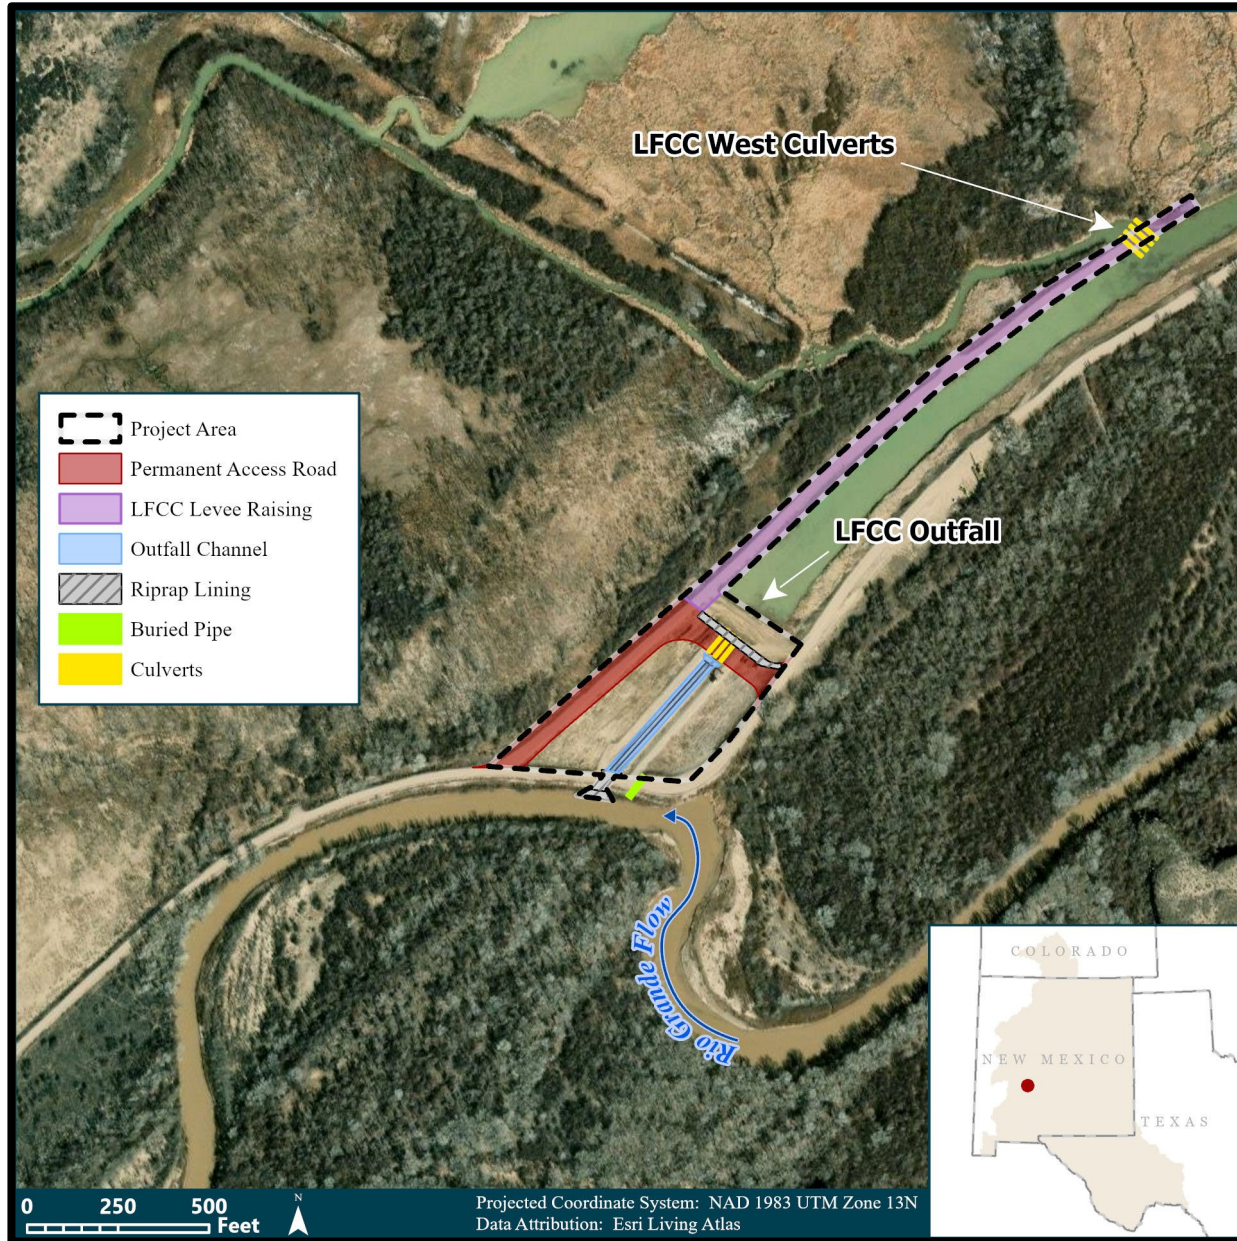 LFCC West Culverts
LFCC Outfall
Project Area
Permanent Access Road
LFCC Levee Raising
Outfall Channel
Riprap Lining
Buried Pipe
Culverts
Rio Grande Flow
COLORADO
NEW MEXICO
TEXAS
0 250 500
Feet
N
Projected Coordinate System: NAD 1983 UTM Zone 13N
Data Attribution: Esri Living Atlas